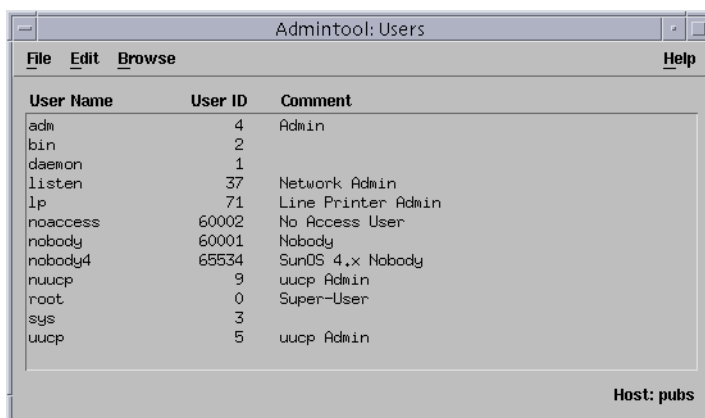 Admintool: Users
File Edit Browse Help
User Name User ID Comment
adm 4 Admin
bin 2
daemon 1
listen 37 Network Admin
lp 71 Line Printer Admin
noaccess 60002 No Access User
nobody 60001 Nobody
nobody4 65534 SunOS 4.x Nobody
nuucp 9 uucp Admin
root 0 Super-User
sys 3
uucp 5 uucp Admin
Host: pubs